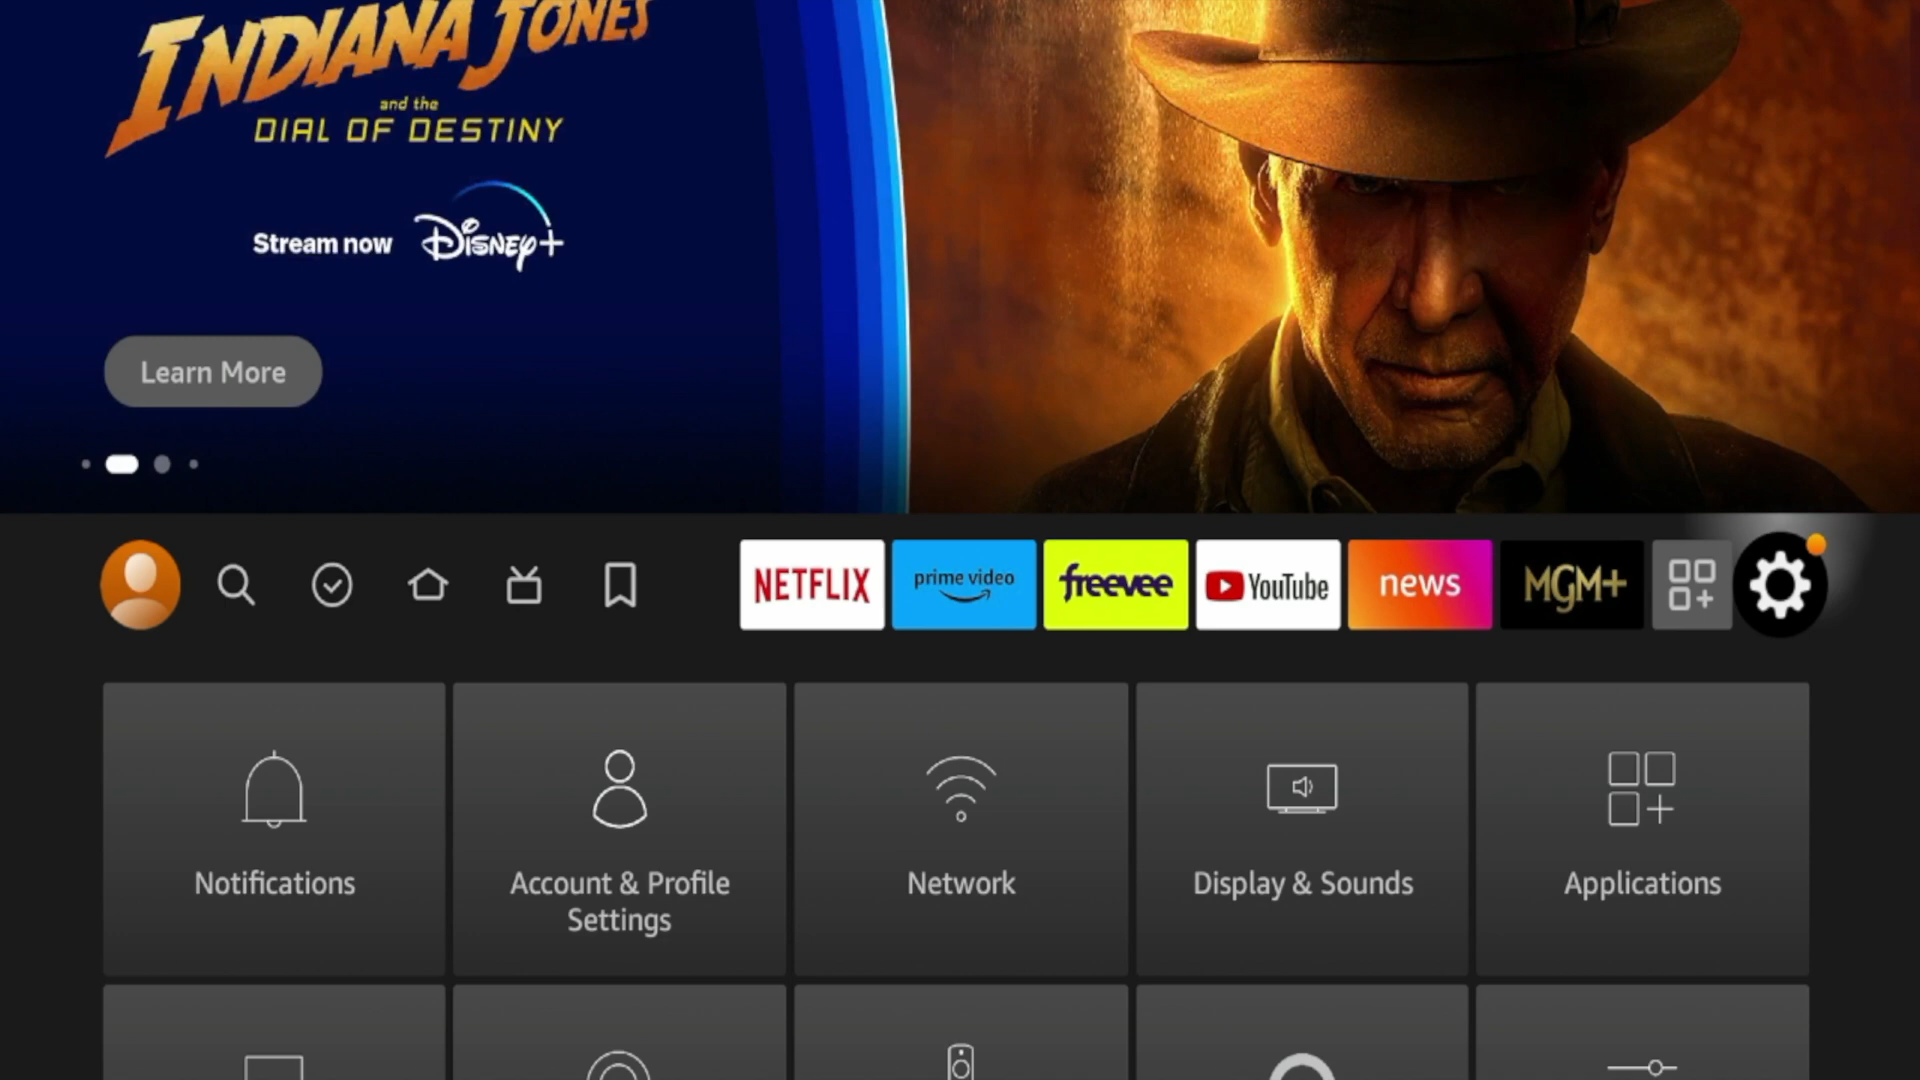 INDIANA JONES
and the
DIAL OF DESTINY
Stream now Disney+
Learn More
NETFLIX
prime video
freevee
YouTube
news
MGM+
Notifications
Account & Profile
Settings
Network
Display & Sounds
Applications